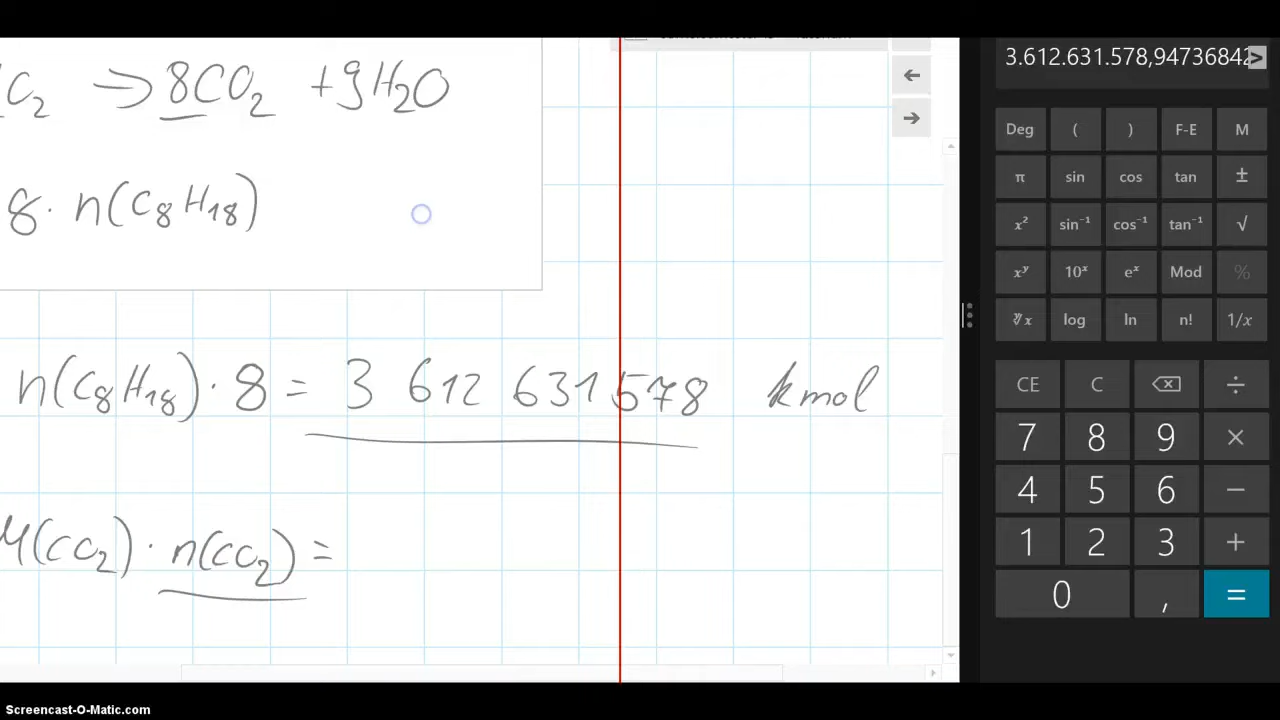 3.612.631.578,94736842
C₂ → 8CO₂ + 9H₂O
8 · n(C₈H₁₈)
n(C₈H₁₈) · 8 = 3 612 631 578 kmol
M(CO₂) · n(CO₂) =
Deg ( ) F-E M
π sin cos tan ±
x² sin⁻¹ cos⁻¹ tan⁻¹ √
xʸ 10ˣ eˣ Mod %
ʸ√x log ln n! 1/x
CE C ÷
7 8 9 ×
4 5 6 −
1 2 3 +
0 , =
Screencast-O-Matic.com